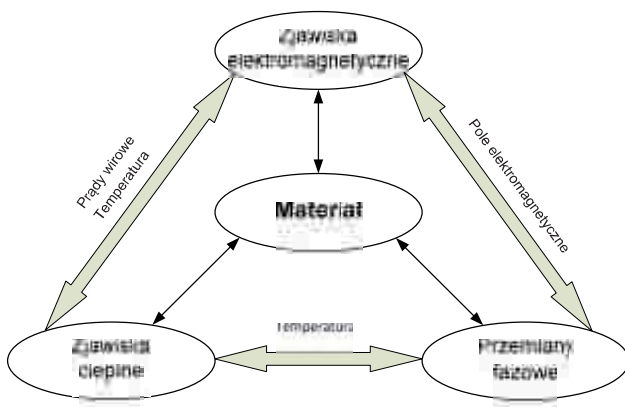 Zjawiska
elektromagnetyczne
Prądy wirowe
Temperatura
Pole elektromagnetyczne
Materiał
Temperatura
Zjawiska
cieplne
Przemiany
fazowe